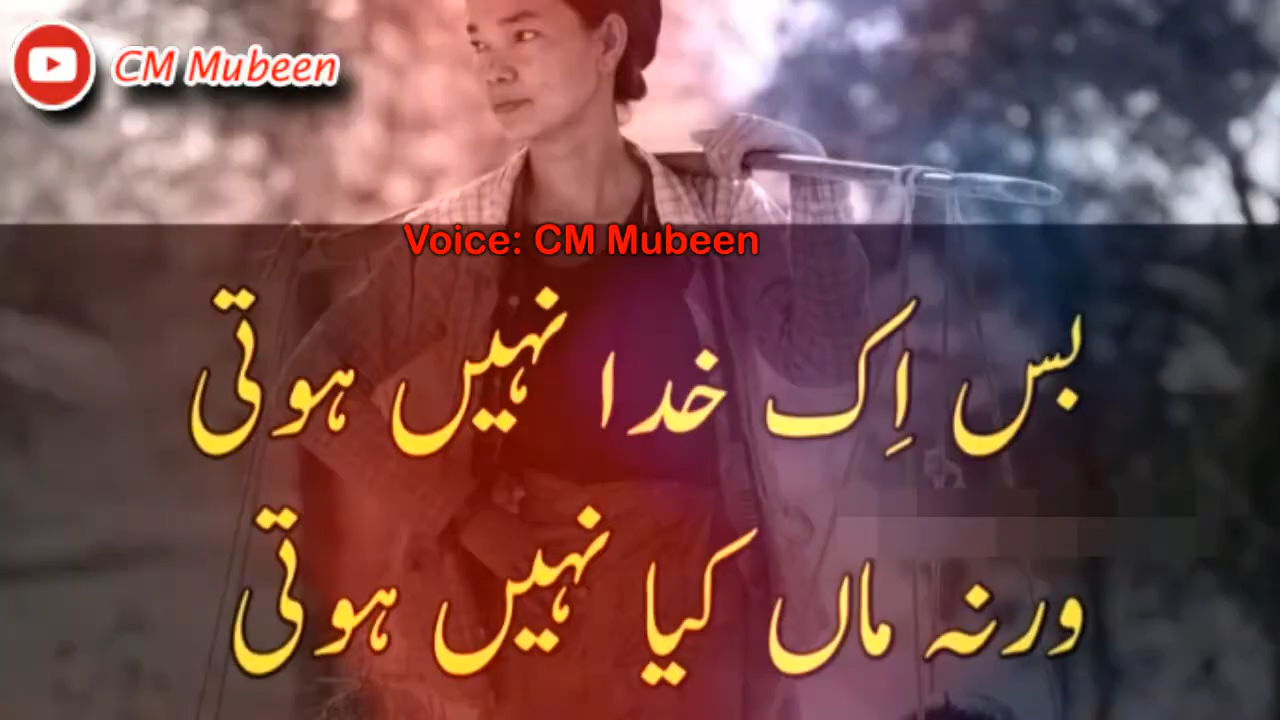 CM Mubeen
Voice: CM Mubeen
بس اِک خدا نہیں ہوتی
ورنہ ماں کیا نہیں ہوتی